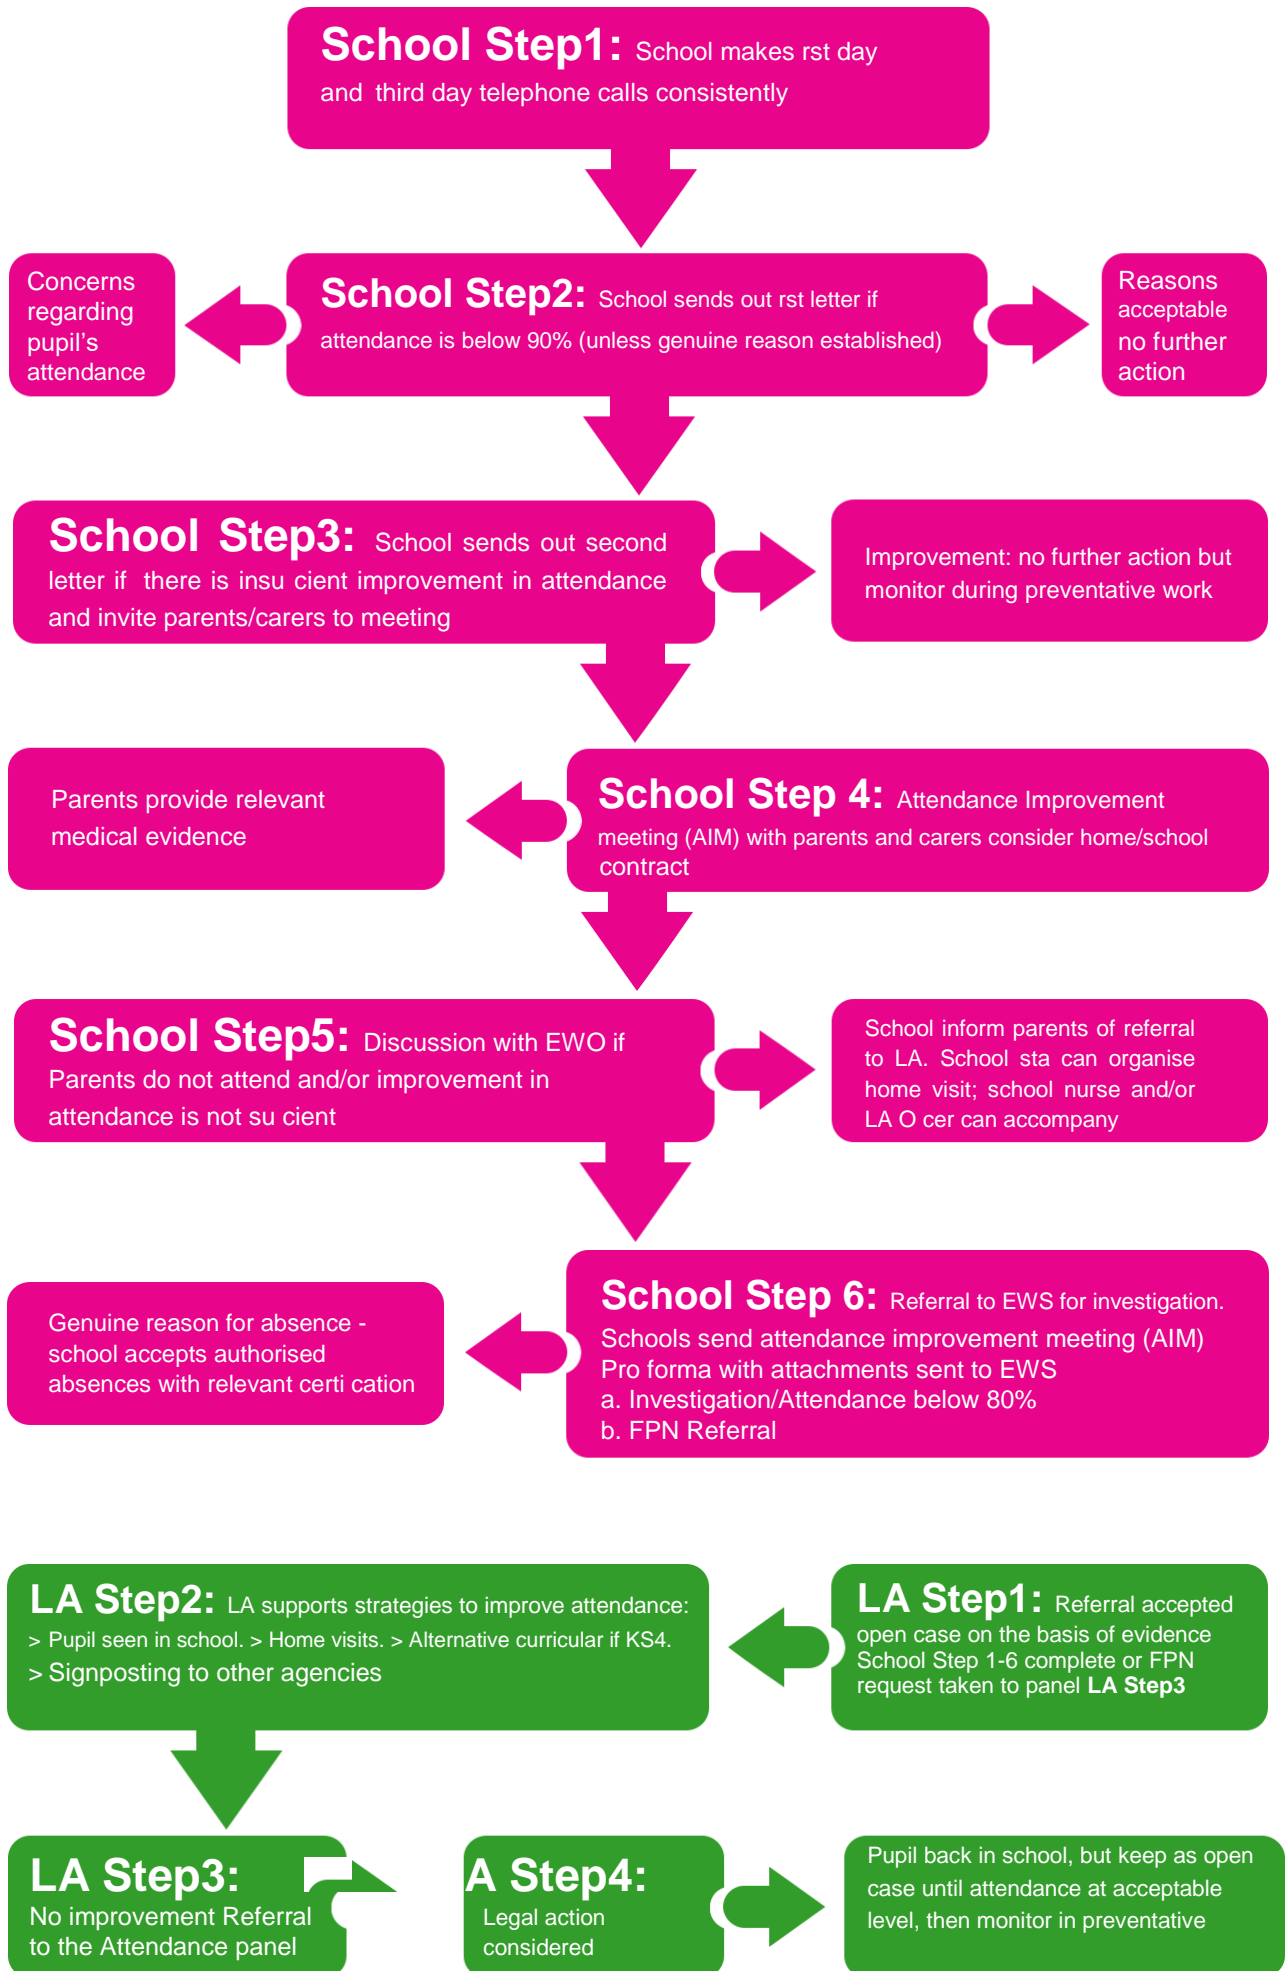 School Step1: School makes rst day
and third day telephone calls consistently
Concerns
regarding
pupil's
attendance
School Step2: School sends out rst letter if
attendance is below 90% (unless genuine reason established)
Reasons
acceptable
no further
action
School Step3: School sends out second
letter if there is insu cient improvement in attendance
and invite parents/carers to meeting
Improvement: no further action but
monitor during preventative work
Parents provide relevant
medical evidence
School Step 4: Attendance Improvement
meeting (AIM) with parents and carers consider home/school
contract
School Step5: Discussion with EWO if
Parents do not attend and/or improvement in
attendance is not su cient
School inform parents of referral
to LA. School sta can organise
home visit; school nurse and/or
LA O cer can accompany
Genuine reason for absence -
school accepts authorised
absences with relevant certi cation
School Step 6: Referral to EWS for investigation.
Schools send attendance improvement meeting (AIM)
Pro forma with attachments sent to EWS
a. Investigation/Attendance below 80%
b. FPN Referral
LA Step2: LA supports strategies to improve attendance:
> Pupil seen in school. > Home visits. > Alternative curricular if KS4.
> Signposting to other agencies
LA Step1: Referral accepted
open case on the basis of evidence
School Step 1-6 complete or FPN
request taken to panel LA Step3
LA Step3:
No improvement Referral
to the Attendance panel
A Step4:
Legal action
considered
Pupil back in school, but keep as open
case until attendance at acceptable
level, then monitor in preventative